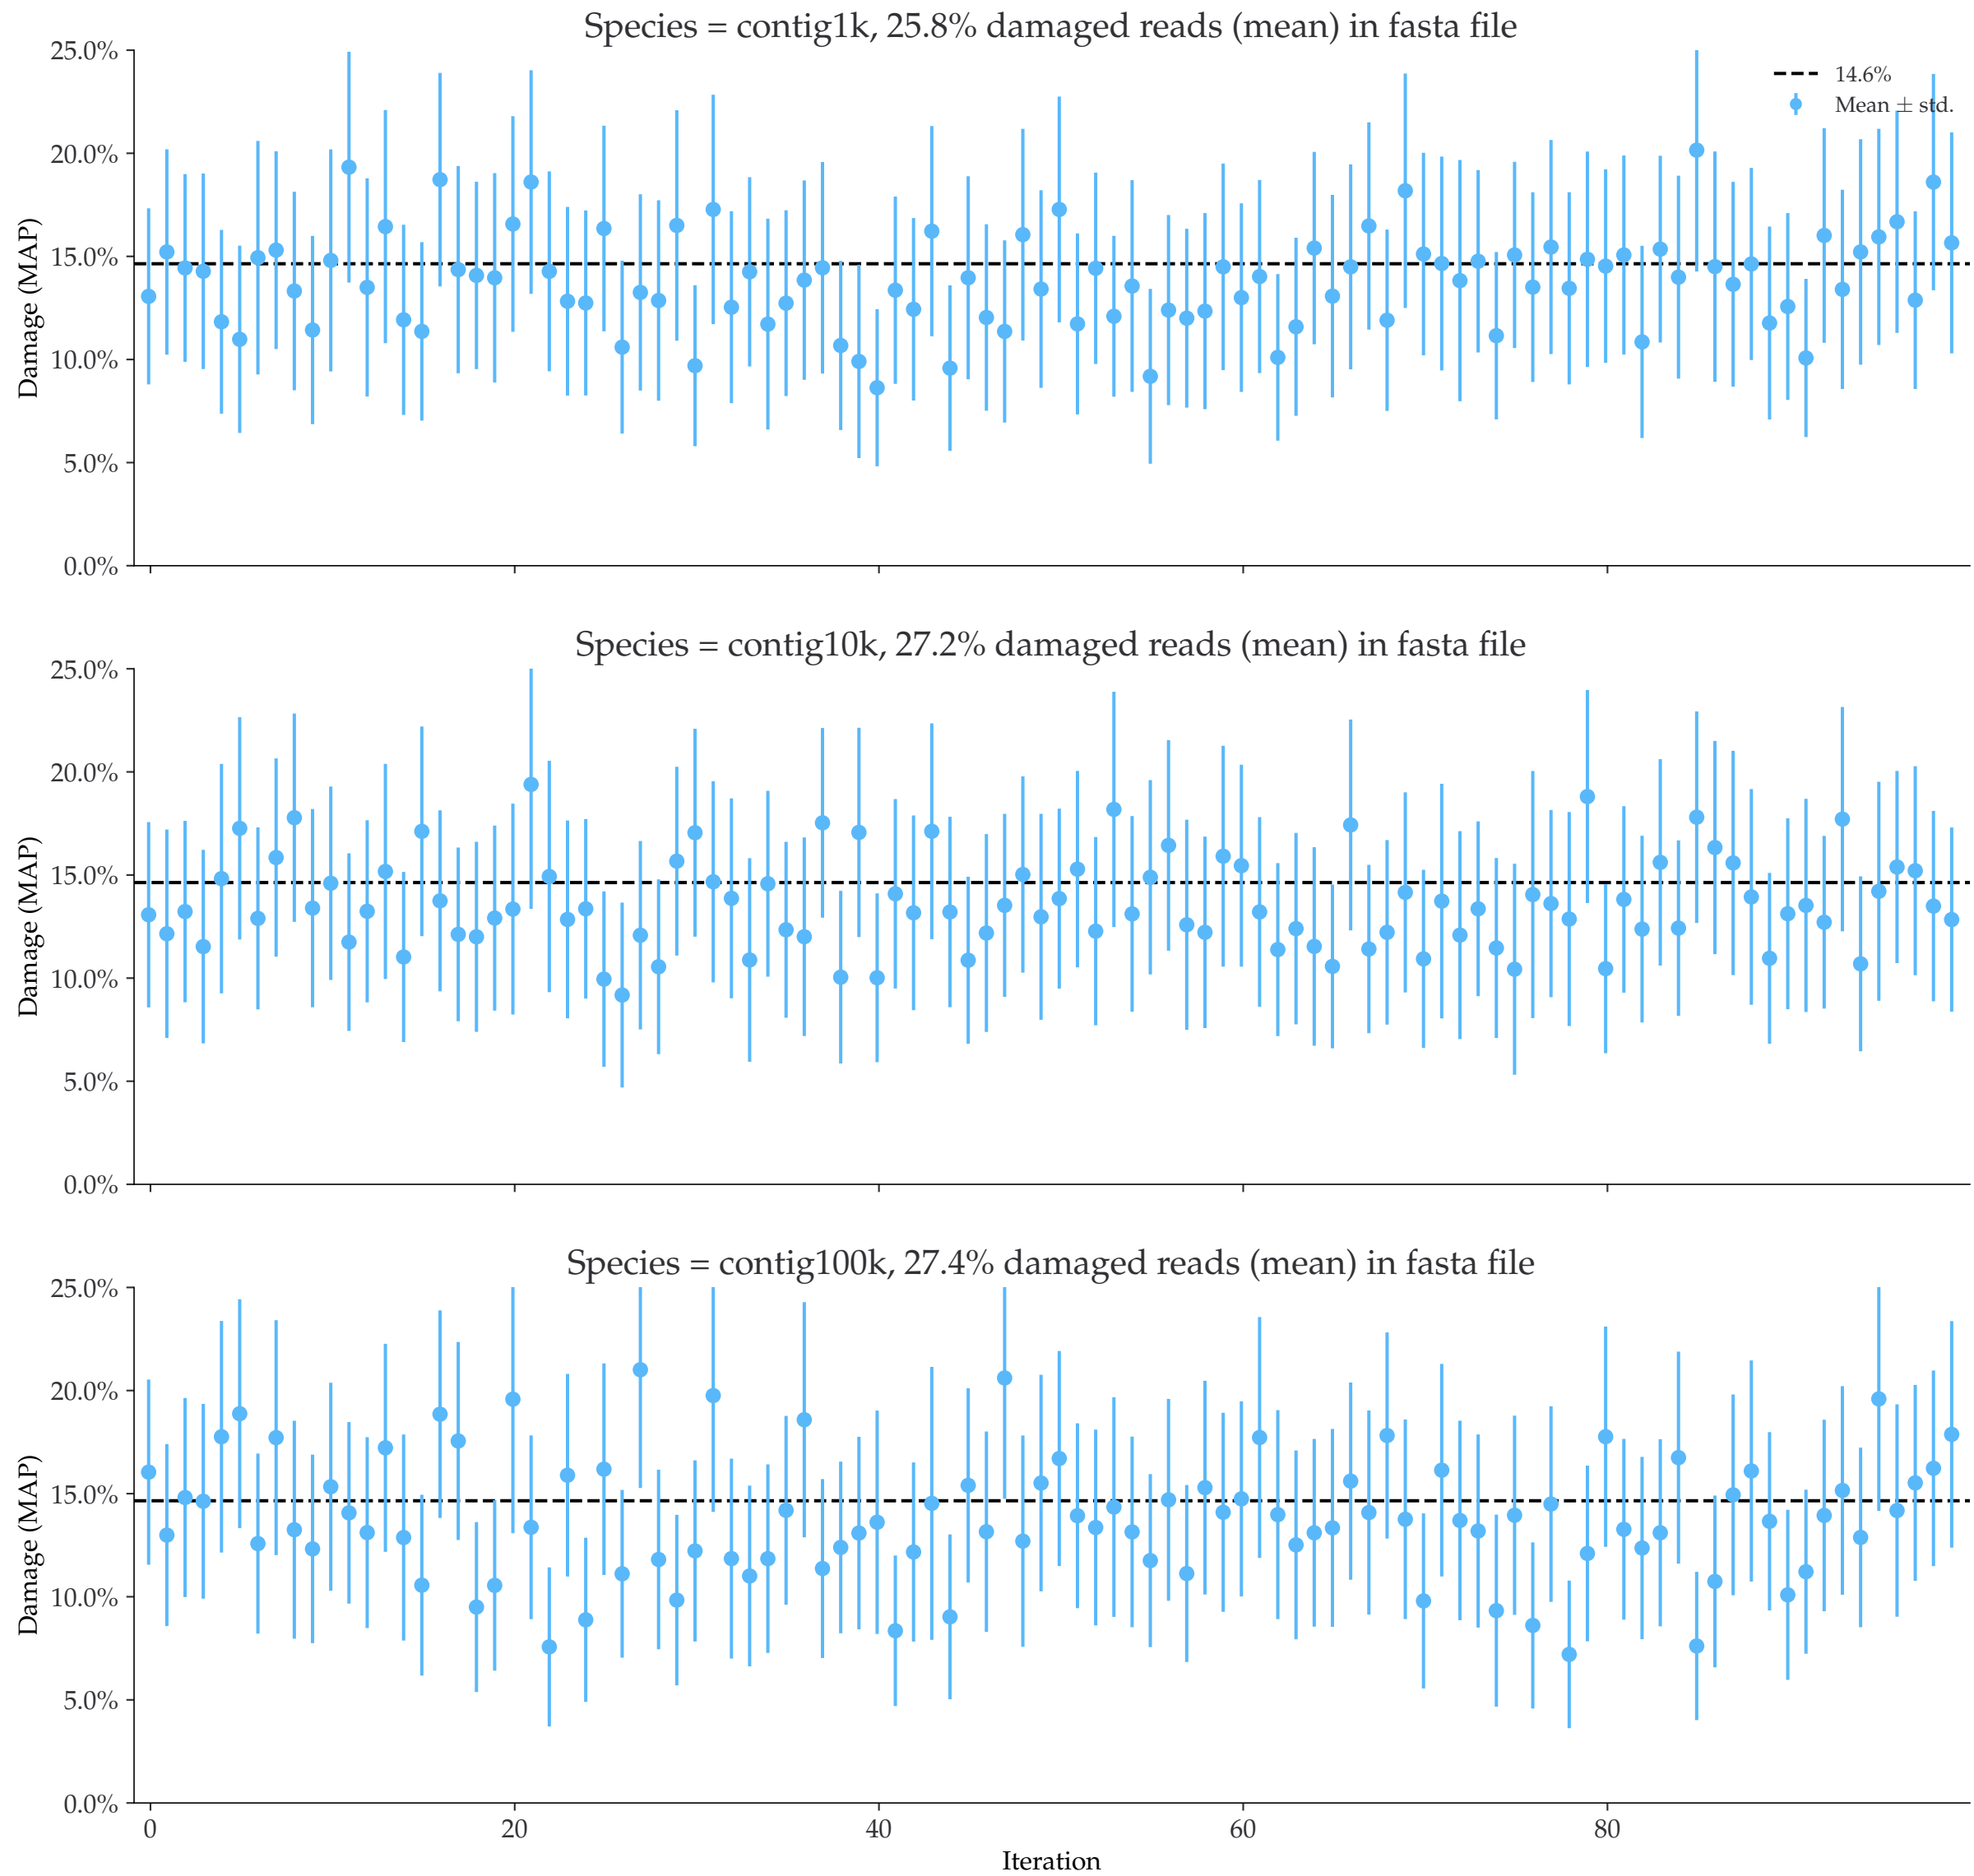 Species = contig1k, 25.8% damaged reads (mean) in fasta file
25.0%
20.0%
15.0%
10.0%
5.0%
0.0%
Damage (MAP)
14.6%
Mean ± std.
Species = contig10k, 27.2% damaged reads (mean) in fasta file
25.0%
20.0%
15.0%
10.0%
5.0%
0.0%
Damage (MAP)
Species = contig100k, 27.4% damaged reads (mean) in fasta file
25.0%
20.0%
15.0%
10.0%
5.0%
0.0%
Damage (MAP)
0 20 40 60 80
Iteration